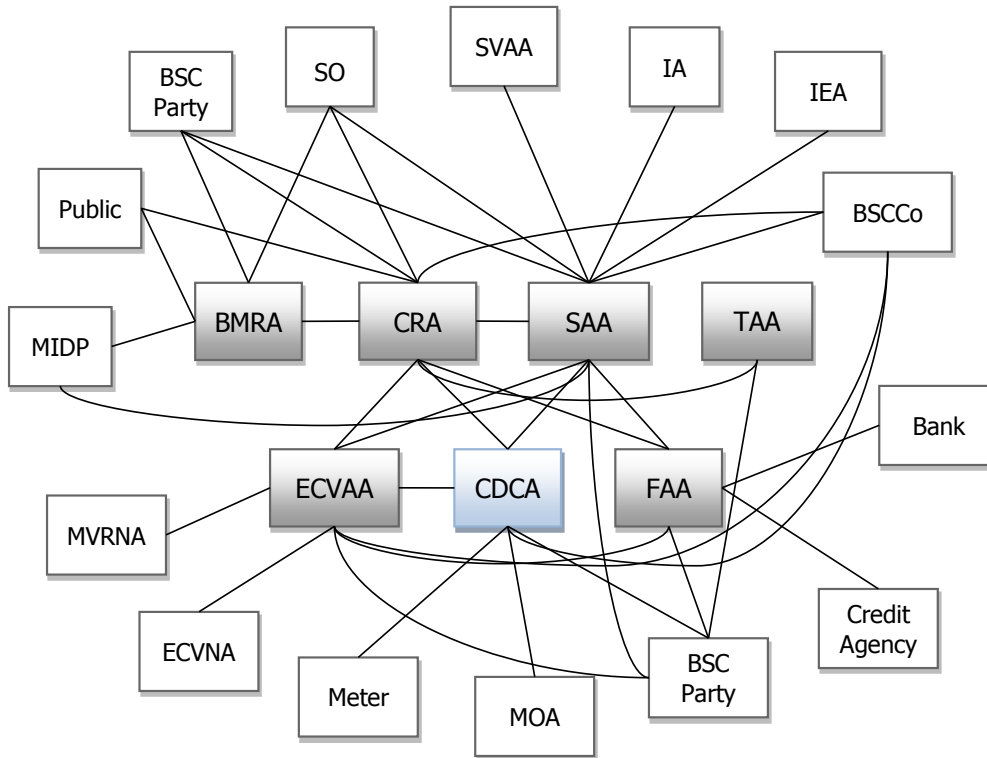 SVAA
BSC
Party
SO
IA
IEA
Public
BSCCo
MIDP
BMRA
CRA
SAA
TAA
Bank
ECVAA
CDCA
FAA
MVRNA
ECVNA
Credit
Agency
Meter
MOA
BSC
Party